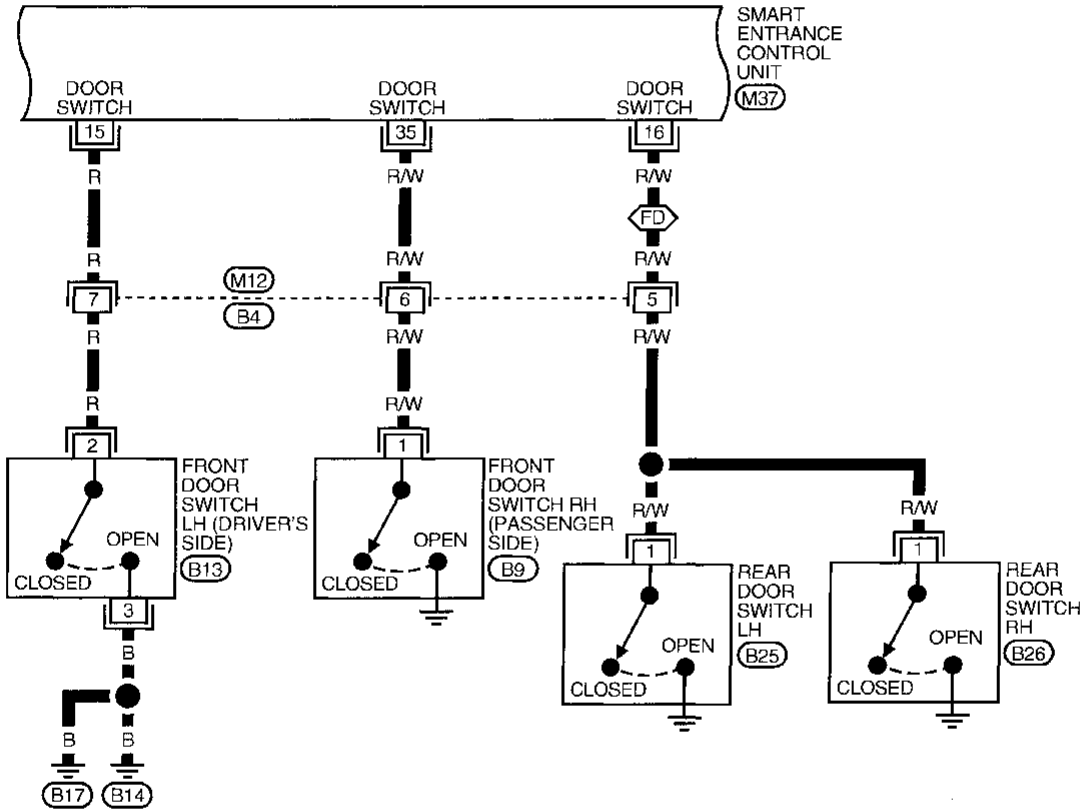 SMART
ENTRANCE
CONTROL
UNIT
M37
DOOR
SWITCH
DOOR
SWITCH
DOOR
SWITCH
15
35
16
R
R/W
R/W
FD
R
R/W
R/W
M12
7
6
5
B4
R
R/W
R/W
R
R/W
2
1
FRONT
DOOR
SWITCH
LH (DRIVER'S
SIDE)
B13
OPEN
CLOSED
FRONT
DOOR
SWITCH RH
(PASSENGER
SIDE)
B9
OPEN
CLOSED
R/W
R/W
1
1
REAR
DOOR
SWITCH
LH
B25
OPEN
CLOSED
REAR
DOOR
SWITCH
RH
B26
OPEN
CLOSED
3
B
B
B
B17
B14